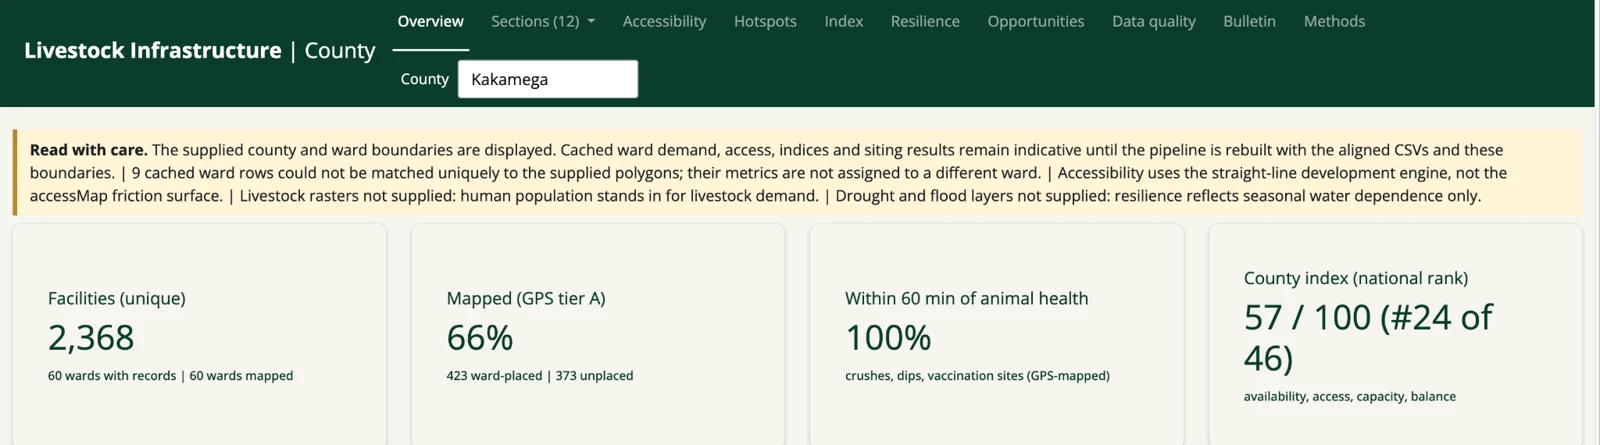 Overview Sections (12) Accessibility Hotspots Index Resilience Opportunities Data quality Bulletin Methods
Livestock Infrastructure | County
County Kakamega
Read with care. The supplied county and ward boundaries are displayed. Cached ward demand, access, indices and siting results remain indicative until the pipeline is rebuilt with the aligned CSVs and these
boundaries. | 9 cached ward rows could not be matched uniquely to the supplied polygons; their metrics are not assigned to a different ward. | Accessibility uses the straight-line development engine, not the
accessMap friction surface. | Livestock rasters not supplied: human population stands in for livestock demand. | Drought and flood layers not supplied: resilience reflects seasonal water dependence only.
Facilities (unique)
2,368
60 wards with records | 60 wards mapped
Mapped (GPS tier A)
66%
423 ward-placed | 373 unplaced
Within 60 min of animal health
100%
crushes, dips, vaccination sites (GPS-mapped)
County index (national rank)
57 / 100 (#24 of
46)
availability, access, capacity, balance